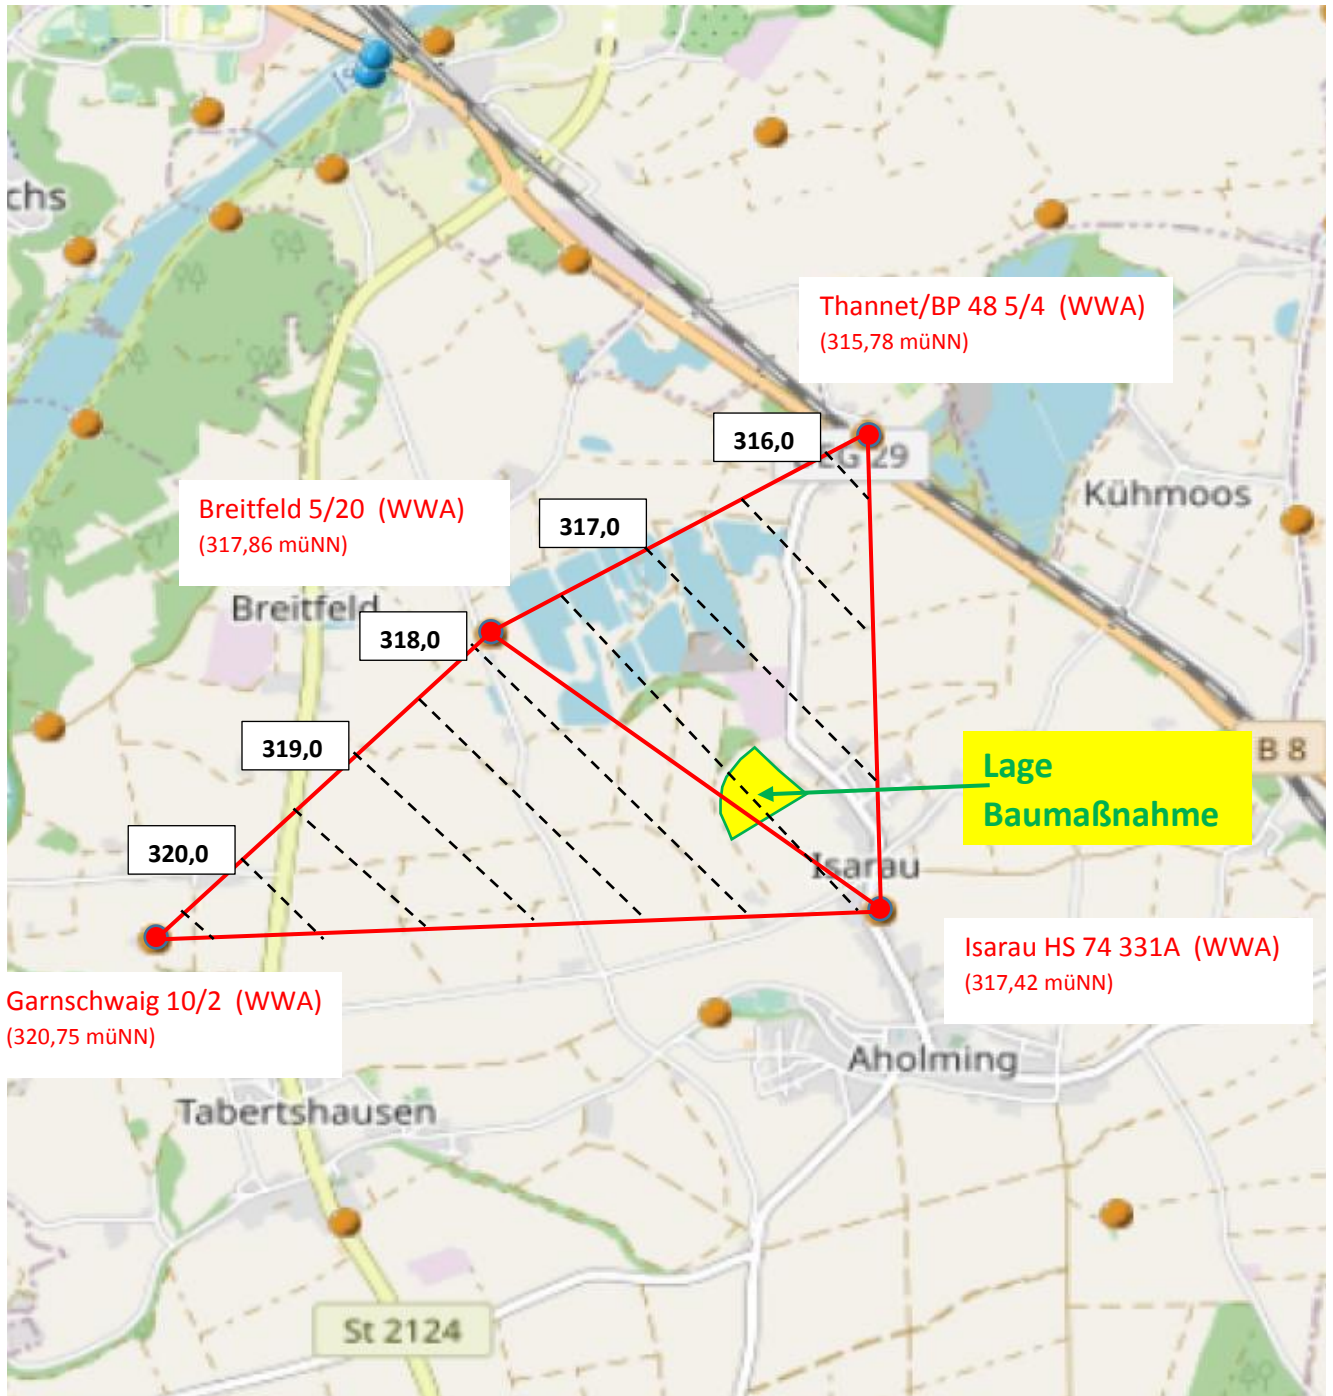 chs
Thannet/BP 48 5/4 (WWA)
(315,78 müNN)
316,0
29
Kühmoos
Breitfeld 5/20 (WWA)
(317,86 müNN)
317,0
Breitfeld
318,0
319,0
Lage
Baumaßnahme
B 8
320,0
Isarau
Isarau HS 74 331A (WWA)
(317,42 müNN)
Garnschwaig 10/2 (WWA)
(320,75 müNN)
Aholming
Tabertshausen
St 2124